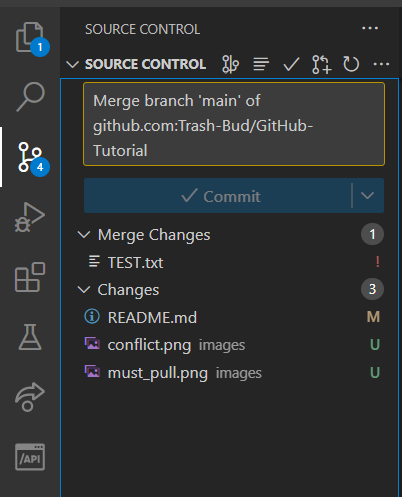 1
SOURCE CONTROL
SOURCE CONTROL
Merge branch 'main' of
github.com:Trash-Bud/GitHub-
Tutorial
4
Commit
Merge Changes 1
TEST.txt !
Changes 3
README.md M
conflict.png images U
must_pull.png images U
/API